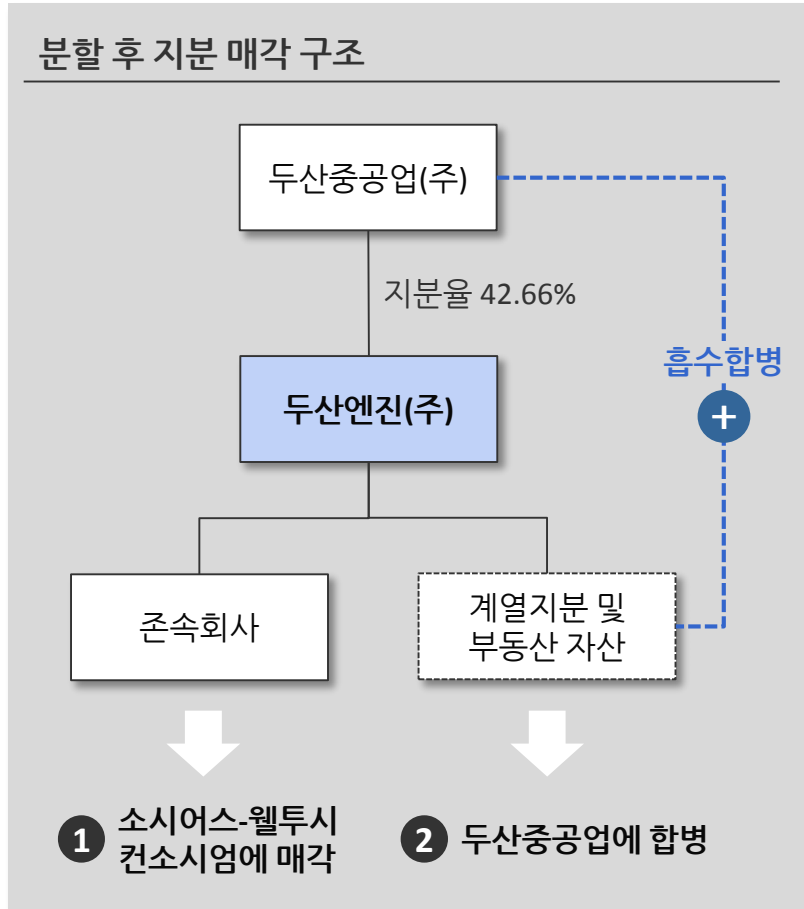 분할 후 지분 매각 구조
두산중공업(주)
지분율 42.66%
흡수합병
+
두산엔진(주)
존속회사
계열지분 및
부동산 자산
1 소시어스-웰투시
컨소시엄에 매각
2 두산중공업에 합병